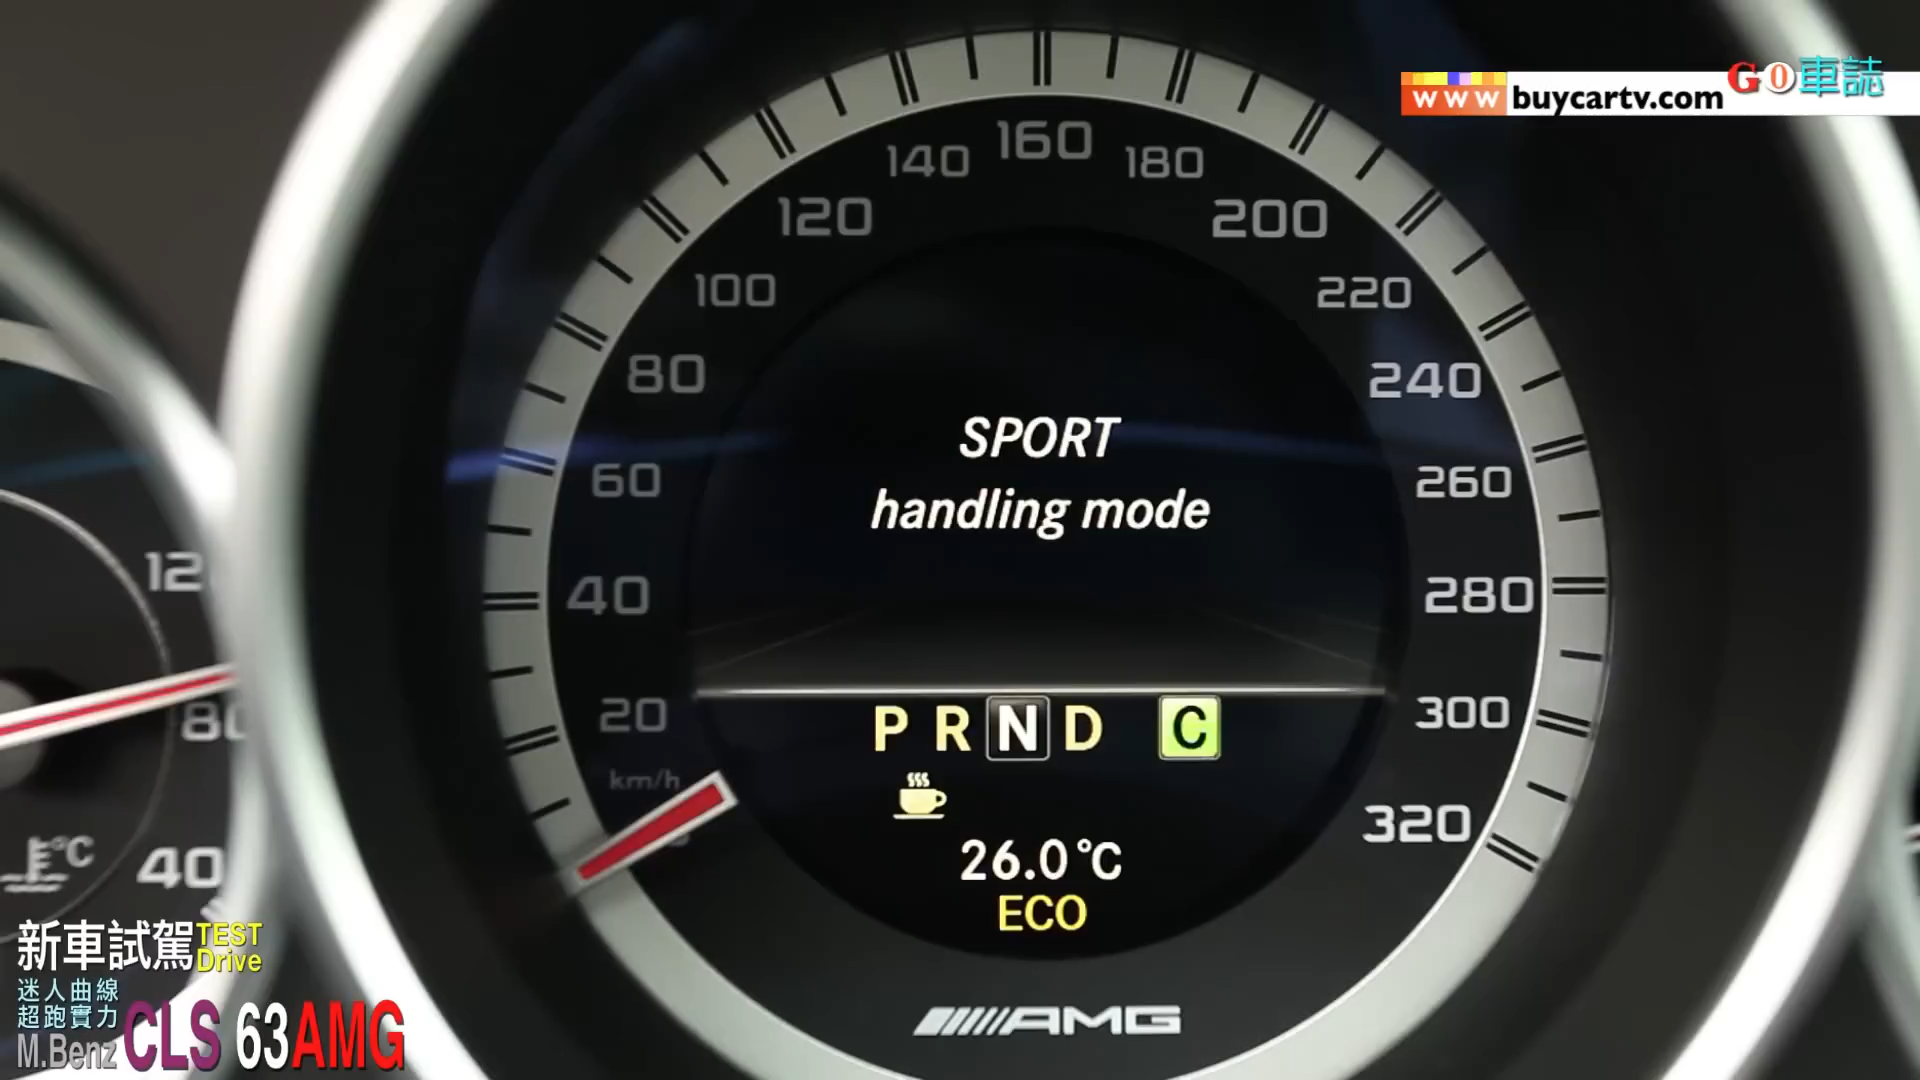 www buycartv.com GO車誌
160
140
180
120
200
100
220
80
240
SPORT
60
260
handling mode
12
40
280
20
300
80
P R N D C
km/h
320
26.0°C
°C
40
ECO
AMG
新車試駕 TEST Drive
迷人曲線
超跑實力
M.Benz CLS 63AMG